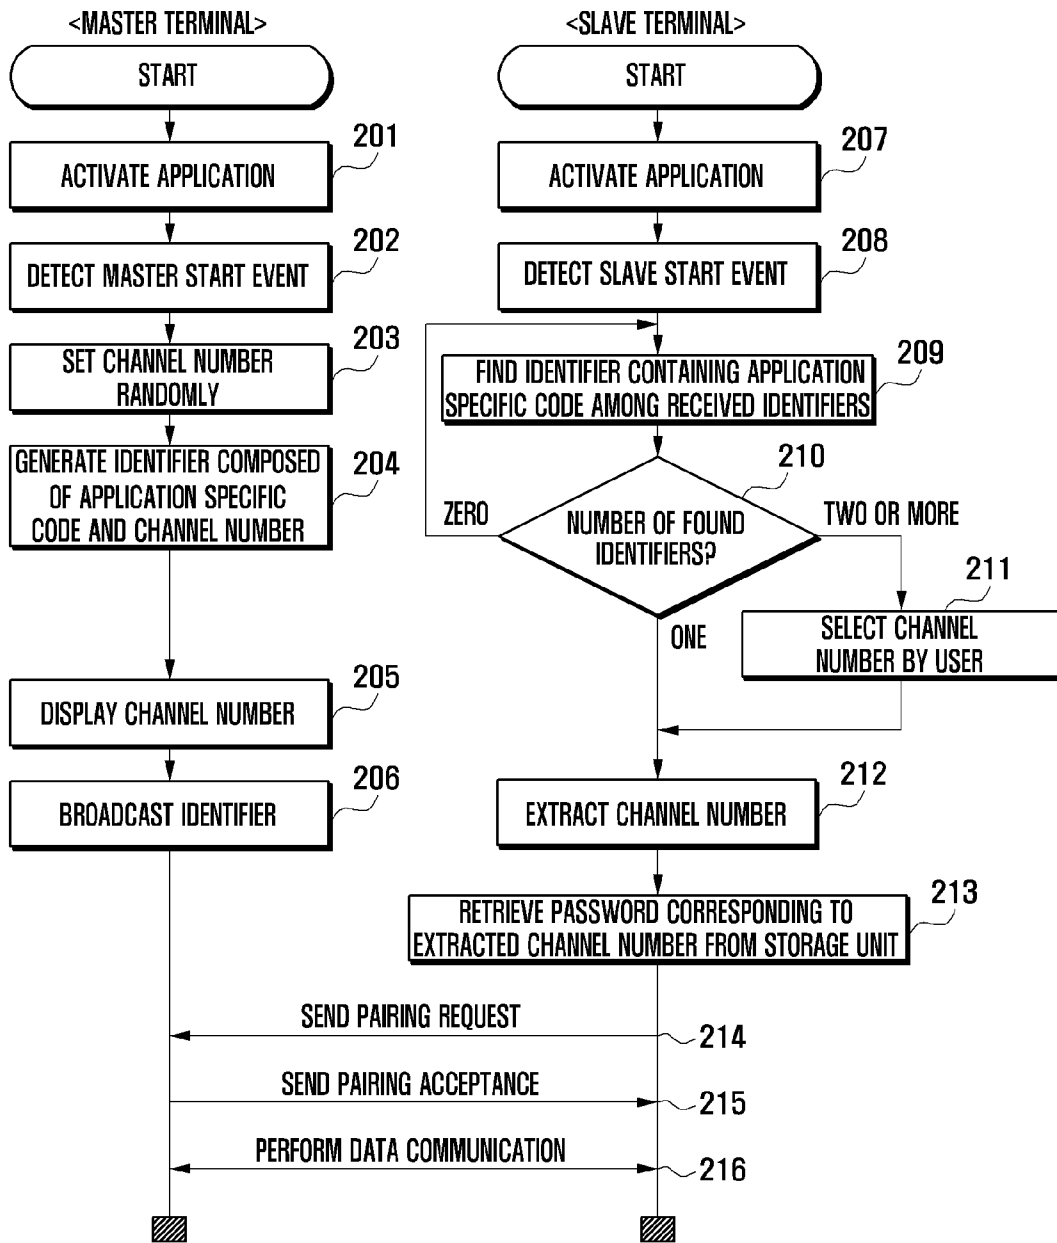 <MASTER TERMINAL>
START
201
ACTIVATE APPLICATION
202
DETECT MASTER START EVENT
203
SET CHANNEL NUMBER
RANDOMLY
204
GENERATE IDENTIFIER COMPOSED
OF APPLICATION SPECIFIC
CODE AND CHANNEL NUMBER
205
DISPLAY CHANNEL NUMBER
206
BROADCAST IDENTIFIER
<SLAVE TERMINAL>
START
207
ACTIVATE APPLICATION
208
DETECT SLAVE START EVENT
209
FIND IDENTIFIER CONTAINING APPLICATION
SPECIFIC CODE AMONG RECEIVED IDENTIFIERS
210
ZERO
NUMBER OF FOUND
IDENTIFIERS?
TWO OR MORE
211
SELECT CHANNEL
NUMBER BY USER
ONE
212
EXTRACT CHANNEL NUMBER
213
RETRIEVE PASSWORD CORRESPONDING TO
EXTRACTED CHANNEL NUMBER FROM STORAGE UNIT
SEND PAIRING REQUEST
214
SEND PAIRING ACCEPTANCE
215
PERFORM DATA COMMUNICATION
216